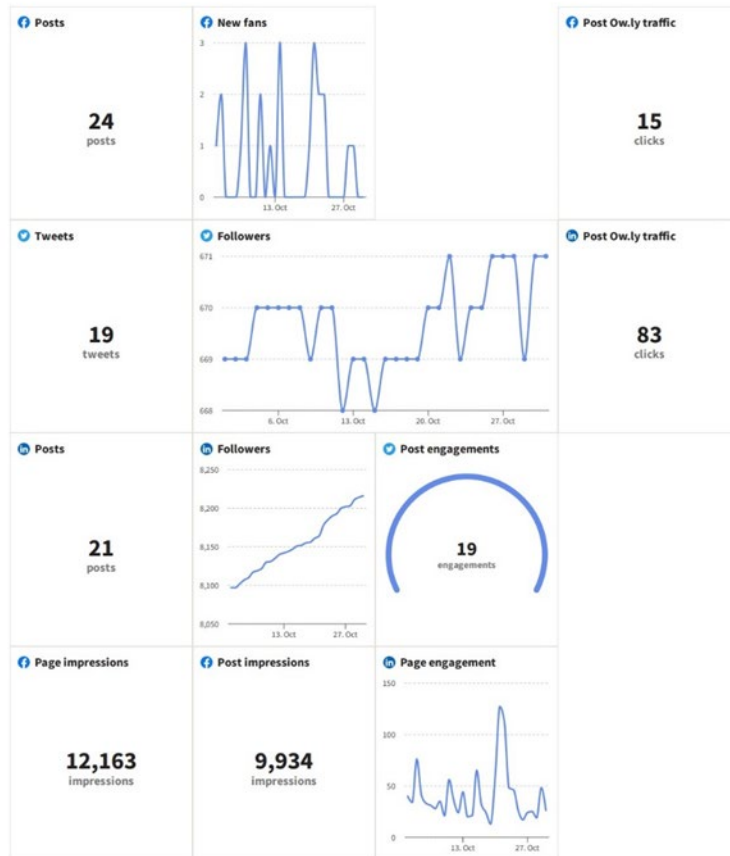 Posts
24
posts
New fans
3
2
1
0
13. Oct
27. Oct
Post Ow.ly traffic
15
clicks
Tweets
19
tweets
Followers
671
670
669
668
6. Oct
13. Oct
20. Oct
27. Oct
Post Ow.ly traffic
83
clicks
Posts
21
posts
Followers
8,250
8,200
8,150
8,100
8,050
13. Oct
27. Oct
Post engagements
19
engagements
Page impressions
12,163
impressions
Post impressions
9,934
impressions
Page engagement
150
100
50
0
13. Oct
27. Oct